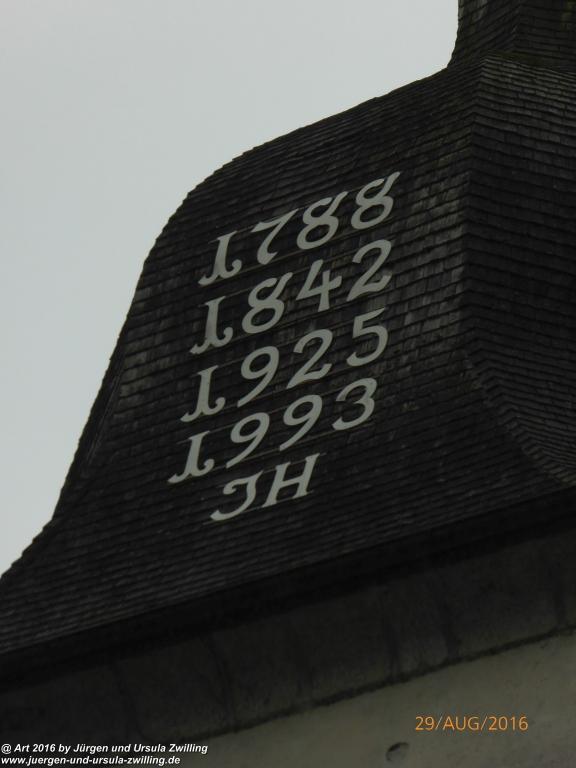 1788
1842
1925
1993
JH
29/AUG/2016
@ Art 2016 by Jürgen und Ursula Zwilling
www.juergen-und-ursula-zwilling.de